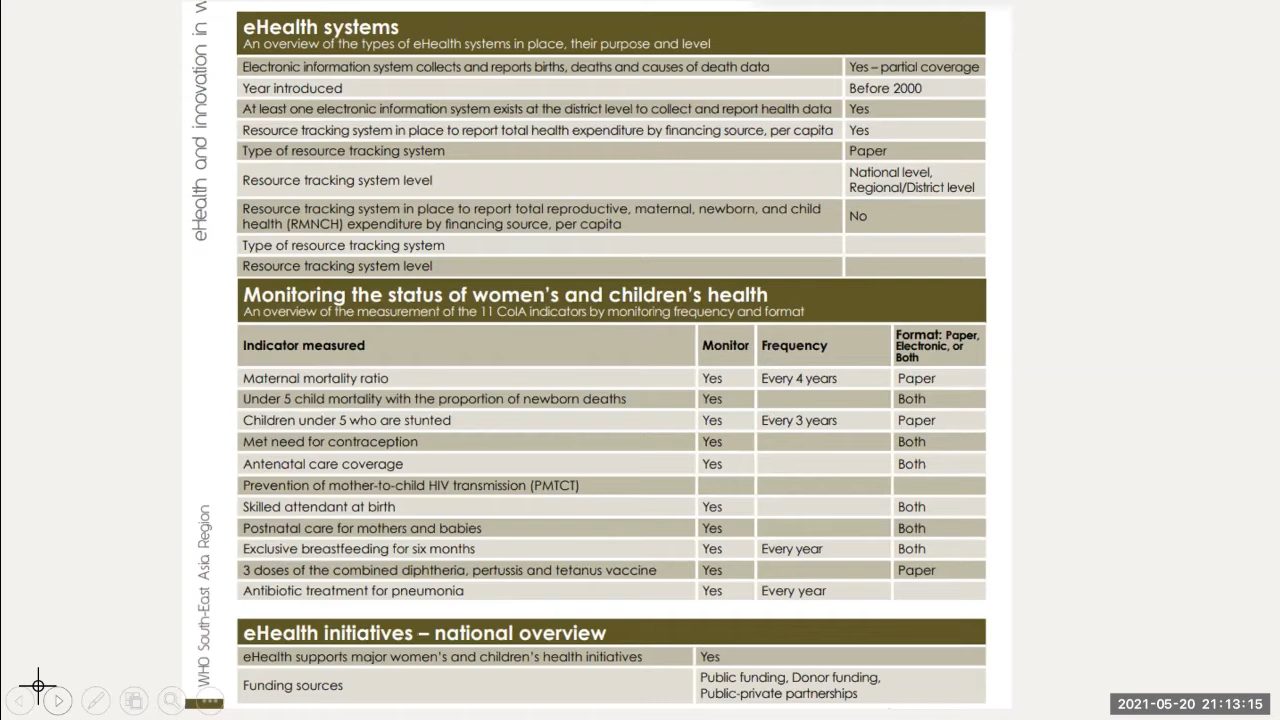 eHealth and innovation in w
WHO South-East Asia Region
eHealth systems
An overview of the types of eHealth systems in place, their purpose and level
Electronic information system collects and reports births, deaths and causes of death data Yes – partial coverage
Year introduced Before 2000
At least one electronic information system exists at the district level to collect and report health data Yes
Resource tracking system in place to report total health expenditure by financing source, per capita Yes
Type of resource tracking system Paper
Resource tracking system level National level,
Regional/District level
Resource tracking system in place to report total reproductive, maternal, newborn, and child
health (RMNCH) expenditure by financing source, per capita No
Type of resource tracking system
Resource tracking system level
Monitoring the status of women's and children's health
An overview of the measurement of the 11 CoIA indicators by monitoring frequency and format
Indicator measured Monitor Frequency Format: Paper,
Electronic, or
Both
Maternal mortality ratio Yes Every 4 years Paper
Under 5 child mortality with the proportion of newborn deaths Yes Both
Children under 5 who are stunted Yes Every 3 years Paper
Met need for contraception Yes Both
Antenatal care coverage Yes Both
Prevention of mother-to-child HIV transmission (PMTCT)
Skilled attendant at birth Yes Both
Postnatal care for mothers and babies Yes Both
Exclusive breastfeeding for six months Yes Every year Both
3 doses of the combined diphtheria, pertussis and tetanus vaccine Yes Paper
Antibiotic treatment for pneumonia Yes Every year
eHealth initiatives – national overview
eHealth supports major women's and children's health initiatives Yes
Funding sources Public funding, Donor funding,
Public-private partnerships
2021-05-20 21:13:15